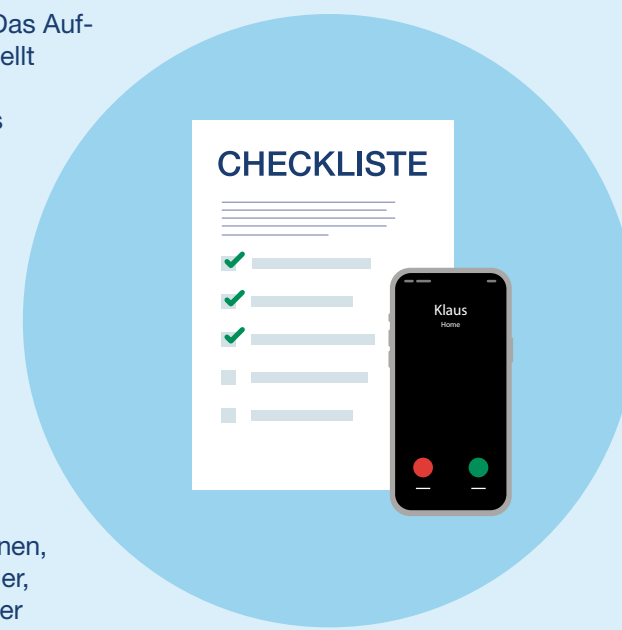 Das Auf-
ellt
s
CHECKLISTE
Klaus
Home
nen,
er,
er